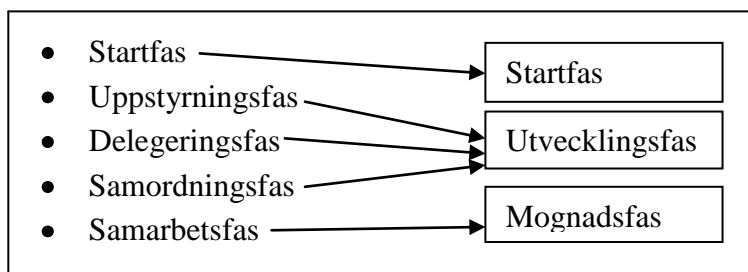 • Startfas
• Uppstyrningsfas
• Delegeringsfas
• Samordningsfas
• Samarbetsfas
Startfas
Utvecklingsfas
Mognadsfas